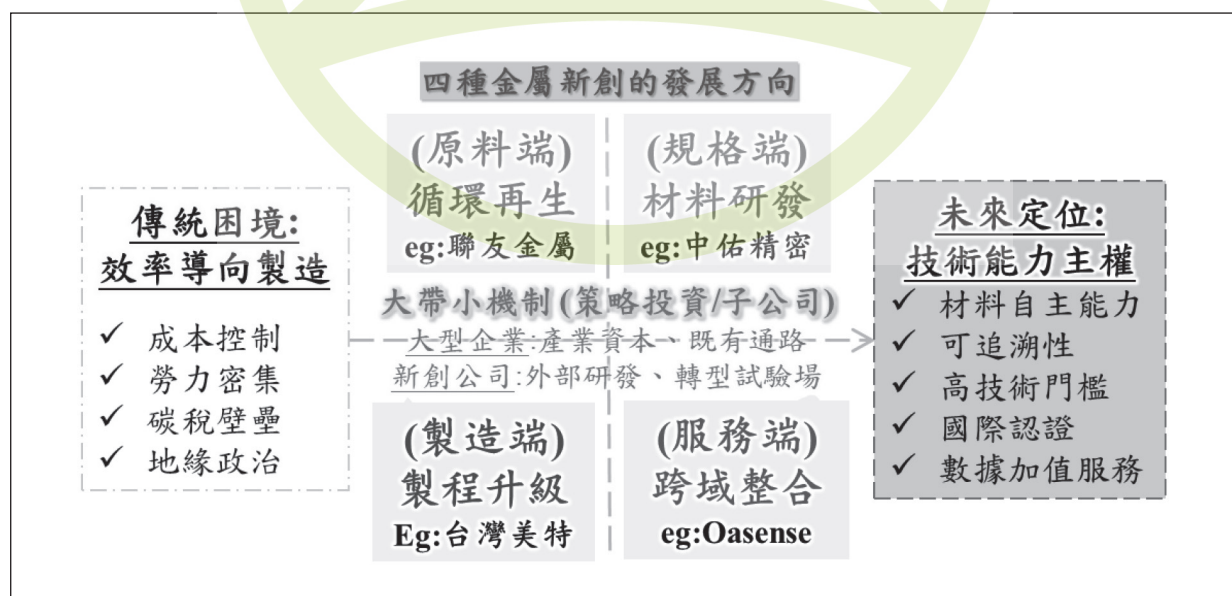 四種金屬新創的發展方向
(原料端)
循環再生
eg:聯友金屬
(規格端)
材料研發
eg:中佑精密
傳統困境:
效率導向製造
✓ 成本控制
✓ 勞力密集
✓ 碳稅壁壘
✓ 地緣政治
大帶小機制(策略投資/子公司)
大型企業:產業資本、既有通路
新創公司:外部研發、轉型試驗場
(製造端)
製程升級
Eg:台灣美特
(服務端)
跨域整合
eg:Oasense
未來定位:
技術能力主權
✓ 材料自主能力
✓ 可追溯性
✓ 高技術門檻
✓ 國際認證
✓ 數據加值服務